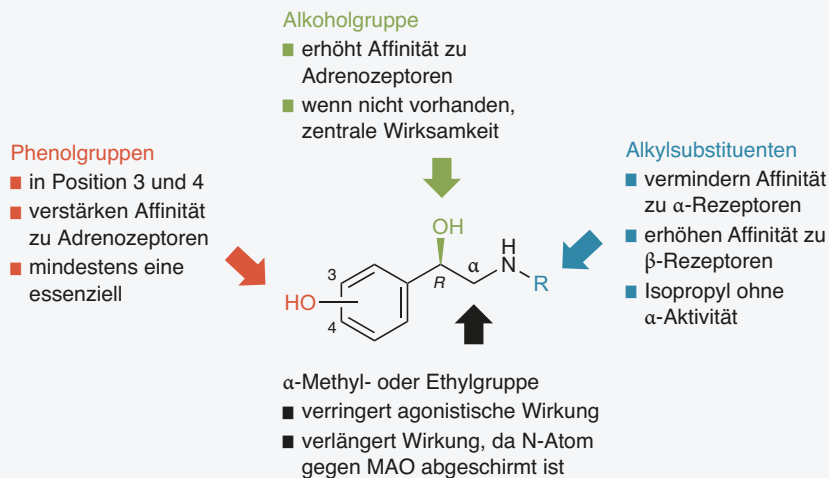 Alkoholgruppe
■ erhöht Affinität zu
Adrenozeptoren
■ wenn nicht vorhanden,
zentrale Wirksamkeit
Phenolgruppen
■ in Position 3 und 4
■ verstärken Affinität
zu Adrenozeptoren
■ mindestens eine
essenziell
Alkylsubstituenten
■ vermindern Affinität
zu α-Rezeptoren
■ erhöhen Affinität zu
β-Rezeptoren
■ Isopropyl ohne
α-Aktivität
OH
H
N
α
R
R
3
HO
4
α-Methyl- oder Ethylgruppe
■ verringert agonistische Wirkung
■ verlängert Wirkung, da N-Atom
gegen MAO abgeschirmt ist